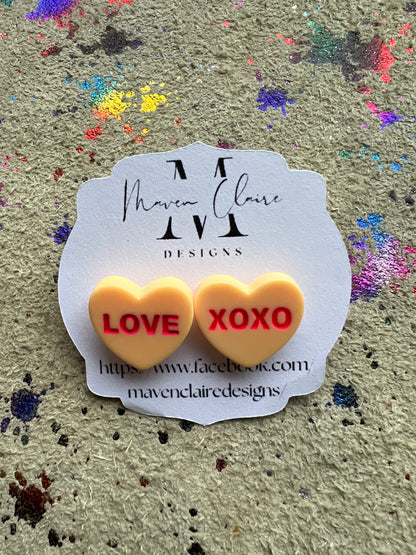 M
Maven Claire
DESIGNS
LOVE XOXO
https://www.facebook.com/
mavenclairedesigns/